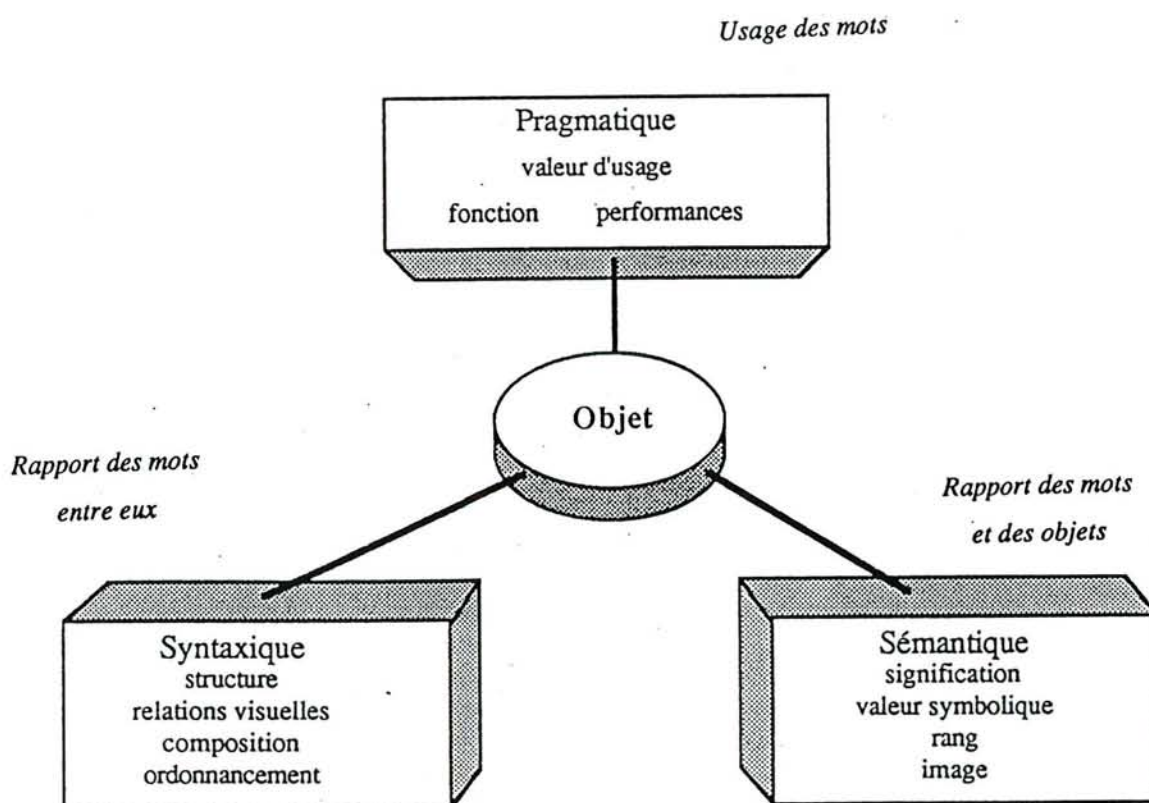 Usage des mots
Pragmatique
valeur d'usage
fonction performances
Objet
Rapport des mots
entre eux
Rapport des mots
et des objets
Syntaxique
structure
relations visuelles
composition
ordonnancement
Sémantique
signification
valeur symbolique
rang
image